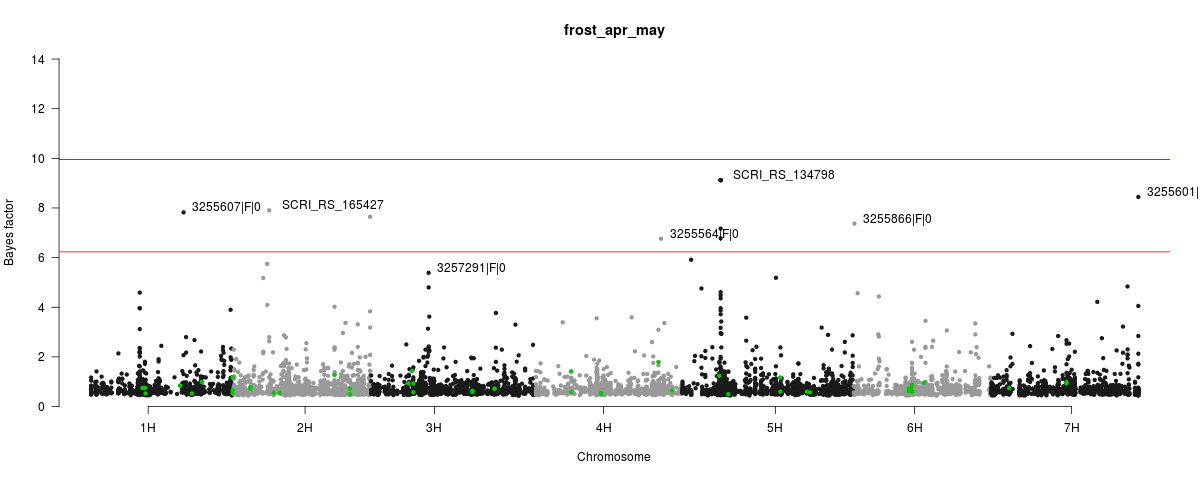 frost_apr_may
14
12
10
8
6
4
2
0
Bayes factor
SCRI_RS_134798
3255601|
3255607|F|0
SCRI_RS_165427
3255866|F|0
3255564|F|0
3257291|F|0
1H
2H
3H
4H
5H
6H
7H
Chromosome